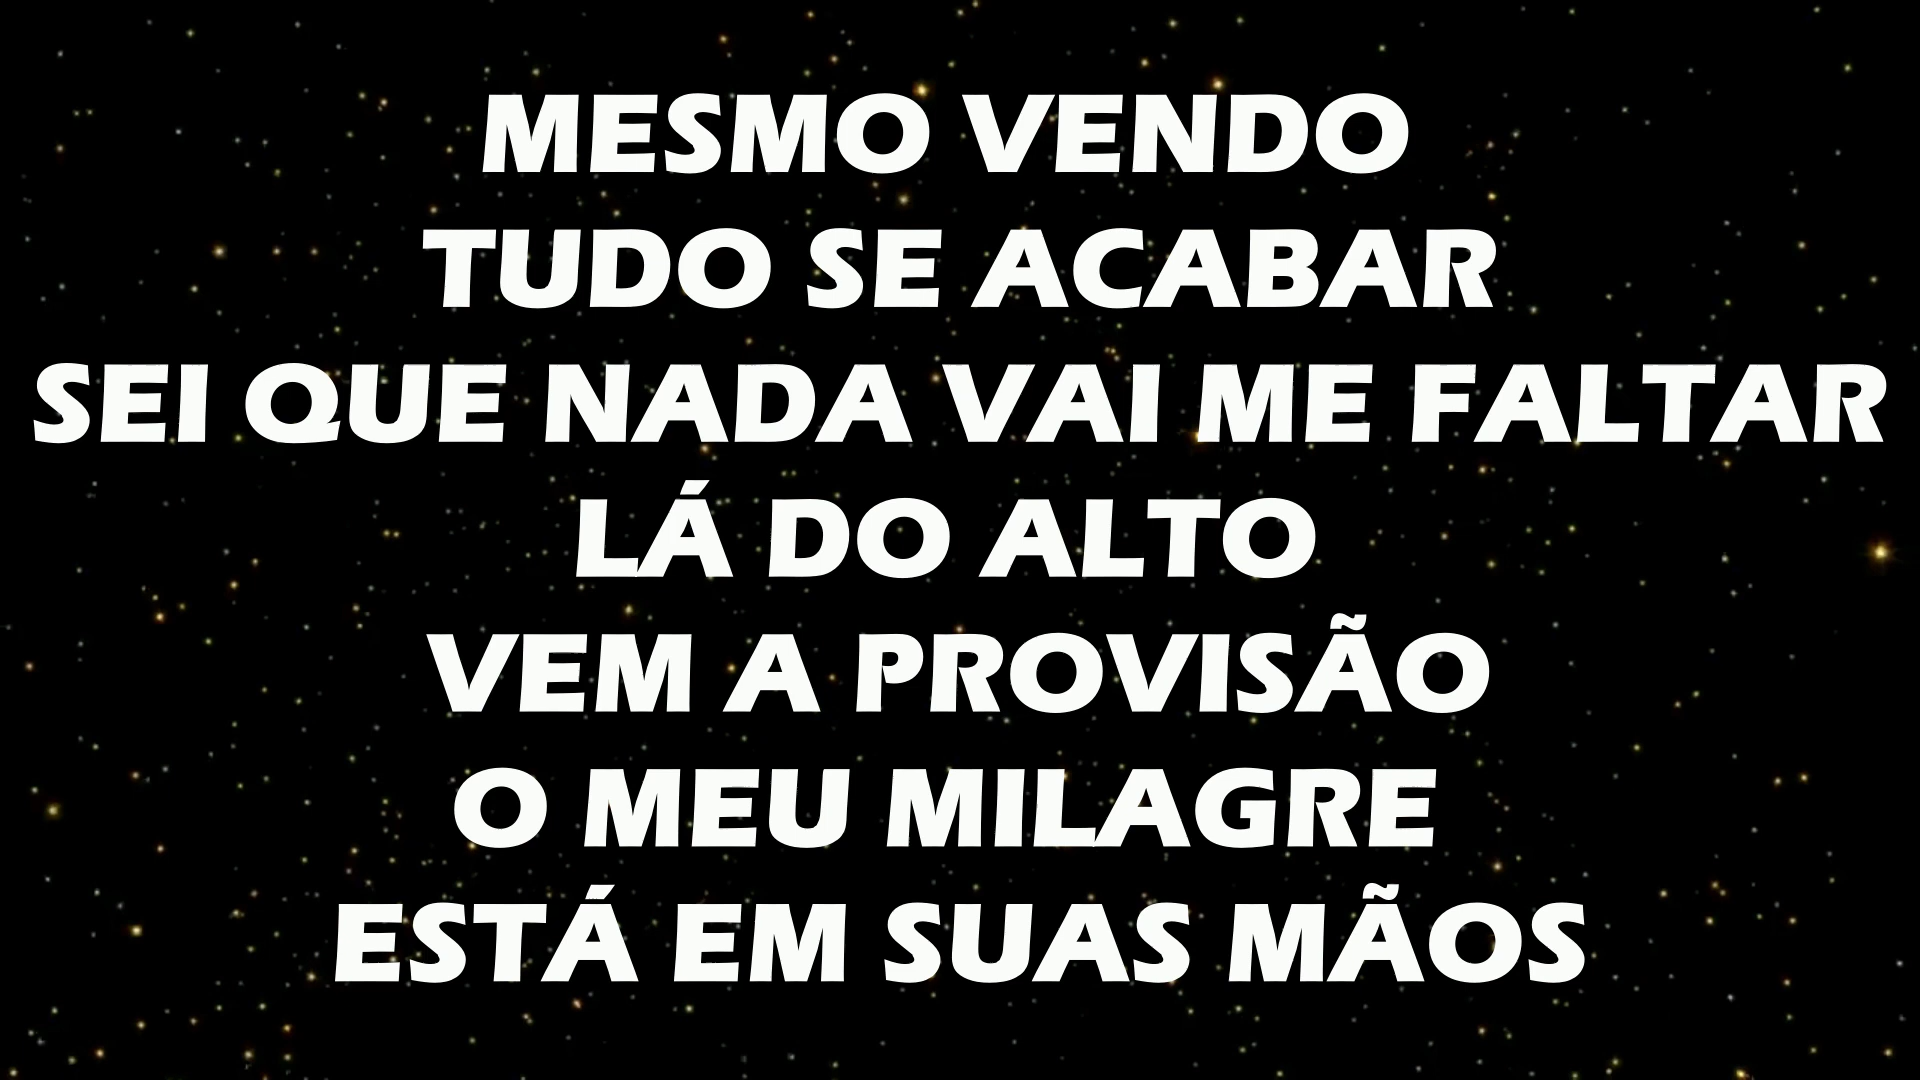 MESMO VENDO
TUDO SE ACABAR
SEI QUE NADA VAI ME FALTAR
LÁ DO ALTO
VEM A PROVISÃO
O MEU MILAGRE
ESTÁ EM SUAS MÃOS